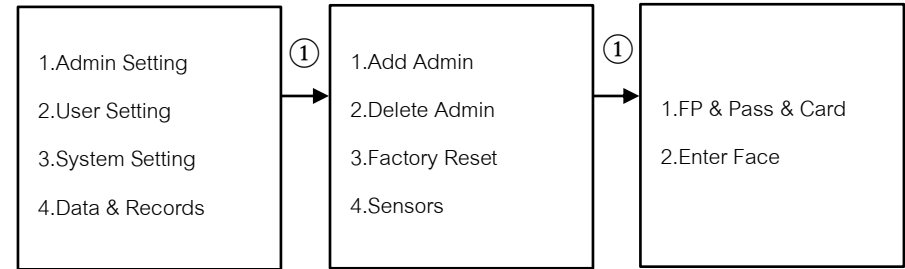 1.Admin Setting
2.User Setting
3.System Setting
4.Data & Records
①
1.Add Admin
2.Delete Admin
3.Factory Reset
4.Sensors
①
1.FP & Pass & Card
2.Enter Face